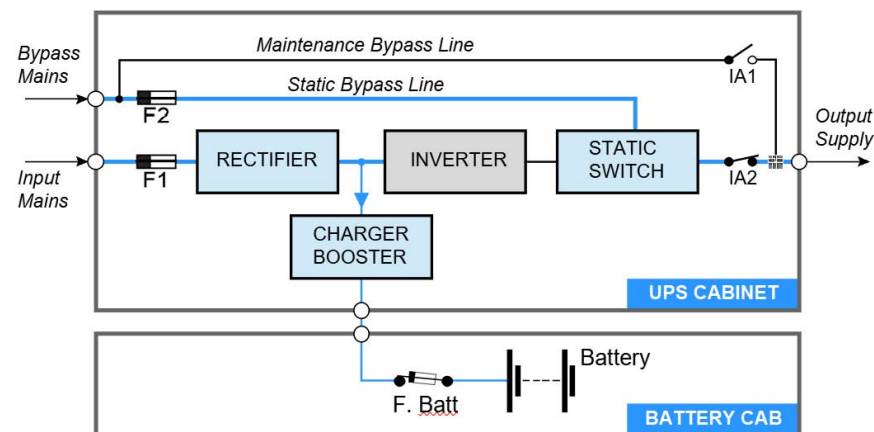 Bypass
Mains
Maintenance Bypass Line
IA1
Static Bypass Line
F2
Output
Supply
RECTIFIER
INVERTER
STATIC
SWITCH
Input
Mains
F1
IA2
CHARGER
BOOSTER
UPS CABINET
Battery
F. Batt
BATTERY CAB